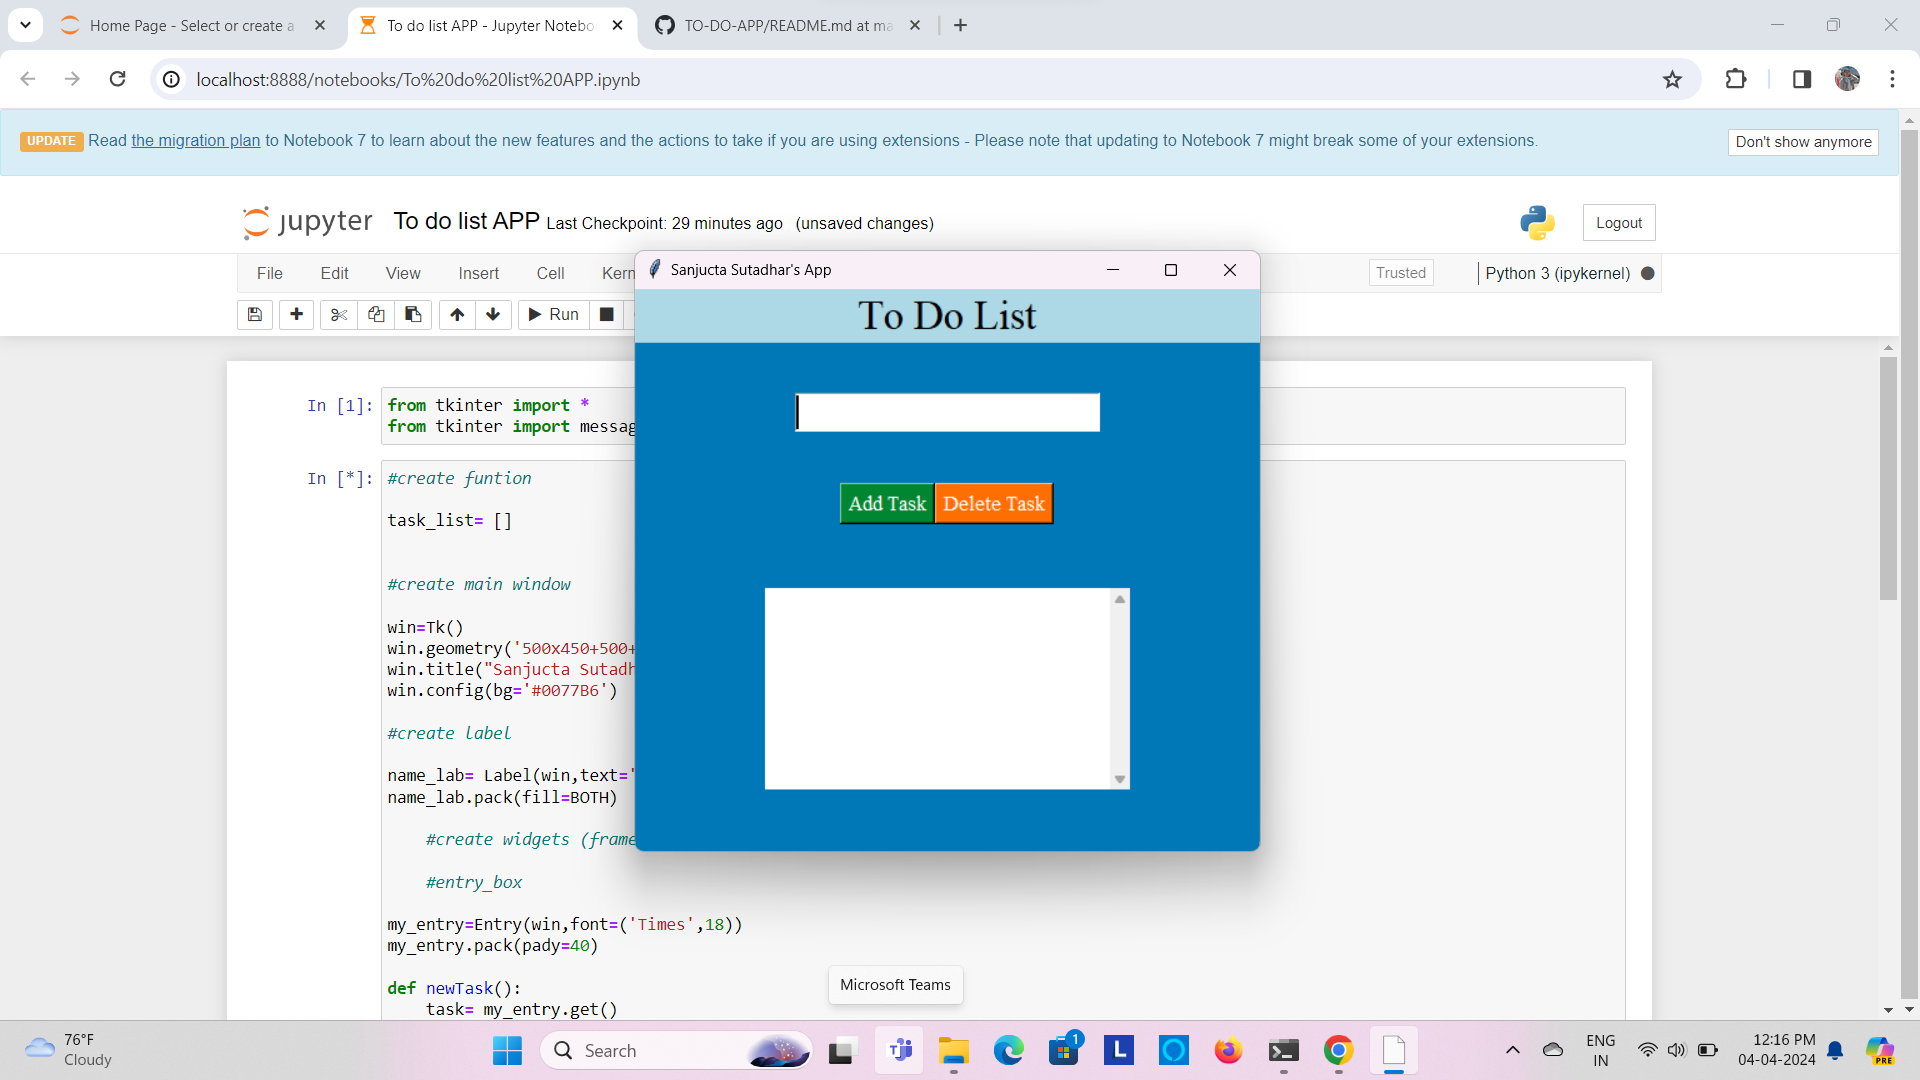 Home Page - Select or create a
To do list APP - Jupyter Notebo
TO-DO-APP/README.md at ma
localhost:8888/notebooks/To%20do%20list%20APP.ipynb
UPDATE Read the migration plan to Notebook 7 to learn about the new features and the actions to take if you are using extensions - Please note that updating to Notebook 7 might break some of your extensions.
Don't show anymore
jupyter To do list APP Last Checkpoint: 29 minutes ago (unsaved changes)
Logout
File Edit View Insert Cell Kern
Trusted
Python 3 (ipykernel)
Run
Sanjucta Sutadhar's App
To Do List
Add Task Delete Task
In [1]: from tkinter import *
from tkinter import messag
In [*]: #create funtion
task_list= []
#create main window
win=Tk()
win.geometry('500x450+500+
win.title("Sanjucta Sutadh
win.config(bg='#0077B6')
#create label
name_lab= Label(win,text='
name_lab.pack(fill=BOTH)
#create widgets (frame
#entry_box
my_entry=Entry(win,font=('Times',18))
my_entry.pack(pady=40)
def newTask():
task= my_entry.get()
Microsoft Teams
76°F
Cloudy
Search
1
L
ENG
IN
12:16 PM
04-04-2024
PRE